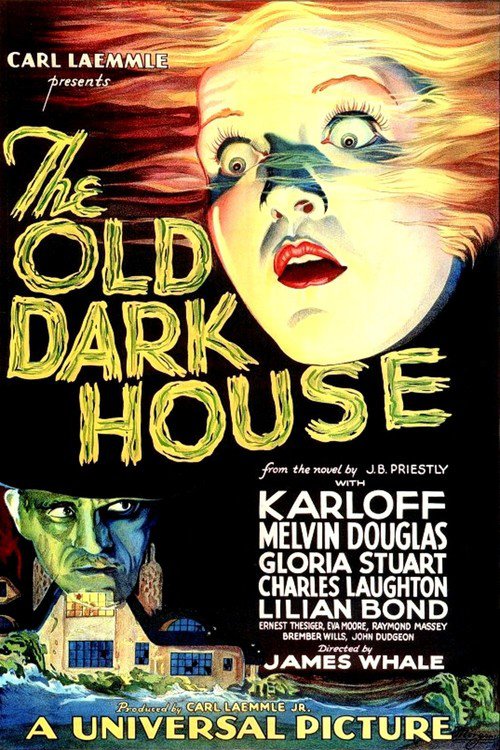 CARL LAEMMLE
presents
The
OLD
DARK
HOUSE
from the novel by J.B. PRIESTLY
WITH
KARLOFF
MELVIN DOUGLAS
GLORIA STUART
CHARLES LAUGHTON
LILIAN BOND
ERNEST THESIGER, EVA MOORE, RAYMOND MASSEY
BREMBER WILLS, JOHN DUDGEON
Directed by
JAMES WHALE
Produced by CARL LAEMMLE JR.
A UNIVERSAL PICTURE